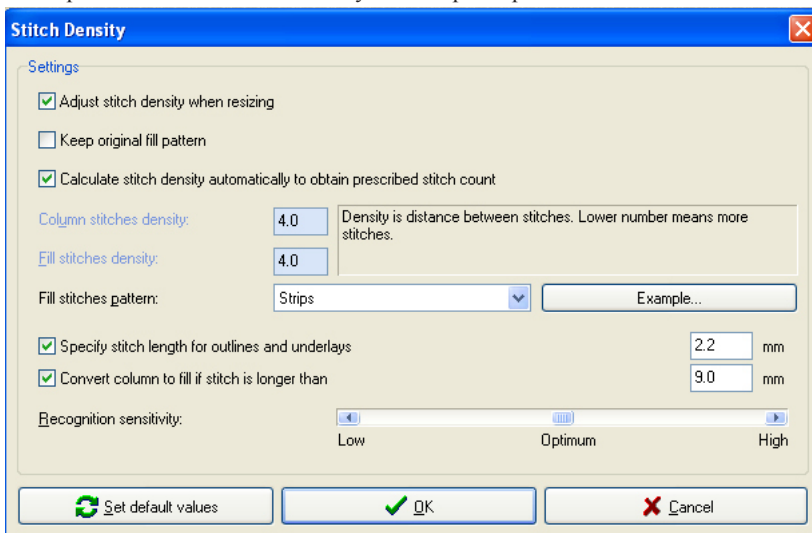 Stitch Density
Settings
Adjust stitch density when resizing
Keep original fill pattern
Calculate stitch density automatically to obtain prescribed stitch count
Column stitches density: 4.0
Density is distance between stitches. Lower number means more
stitches.
Fill stitches density: 4.0
Fill stitches pattern: Strips Example...
Specify stitch length for outlines and underlays 2.2 mm
Convert column to fill if stitch is longer than 9.0 mm
Recognition sensitivity:
Low Optimum High
Set default values OK Cancel